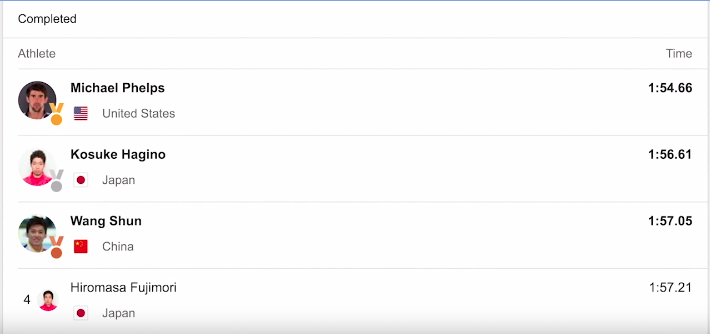 Completed
Athlete Time
Michael Phelps 1:54.66
United States
Kosuke Hagino 1:56.61
Japan
Wang Shun 1:57.05
China
4 Hiromasa Fujimori 1:57.21
Japan